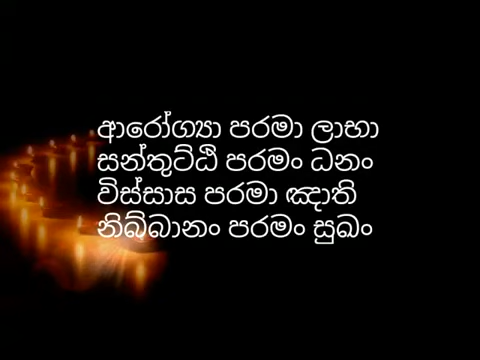 ආරෝග්‍යා පරමා ලාභා
සන්තුට්ඨි පරමං ධනං
විස්සාස පරමා ඤාති
නිබ්බානං පරමං සුඛං